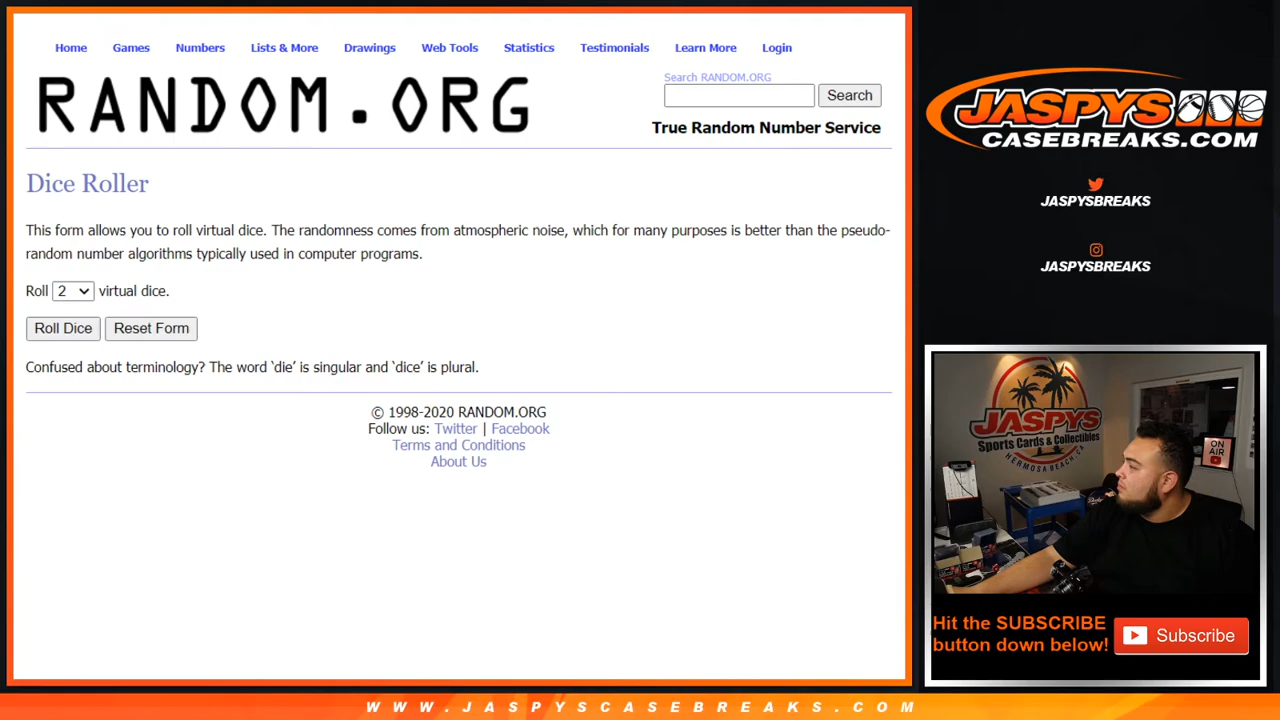 Home Games Numbers Lists & More Drawings Web Tools Statistics Testimonials Learn More Login
RANDOM.ORG
Search RANDOM.ORG
Search
True Random Number Service
Dice Roller
This form allows you to roll virtual dice. The randomness comes from atmospheric noise, which for many purposes is better than the pseudo-
random number algorithms typically used in computer programs.
Roll 2 virtual dice.
Roll Dice Reset Form
Confused about terminology? The word ‘die’ is singular and ‘dice’ is plural.
© 1998-2020 RANDOM.ORG
Follow us: Twitter | Facebook
Terms and Conditions
About Us
JASPYS
CASEBREAKS.COM
JASPYSBREAKS
JASPYSBREAKS
JASPYS
Sports Cards & Collectibles
HERMOSA BEACH, CA
ON
AIR
Hit the SUBSCRIBE
button down below!
Subscribe
WWW.JASPYSCASEBREAKS.COM